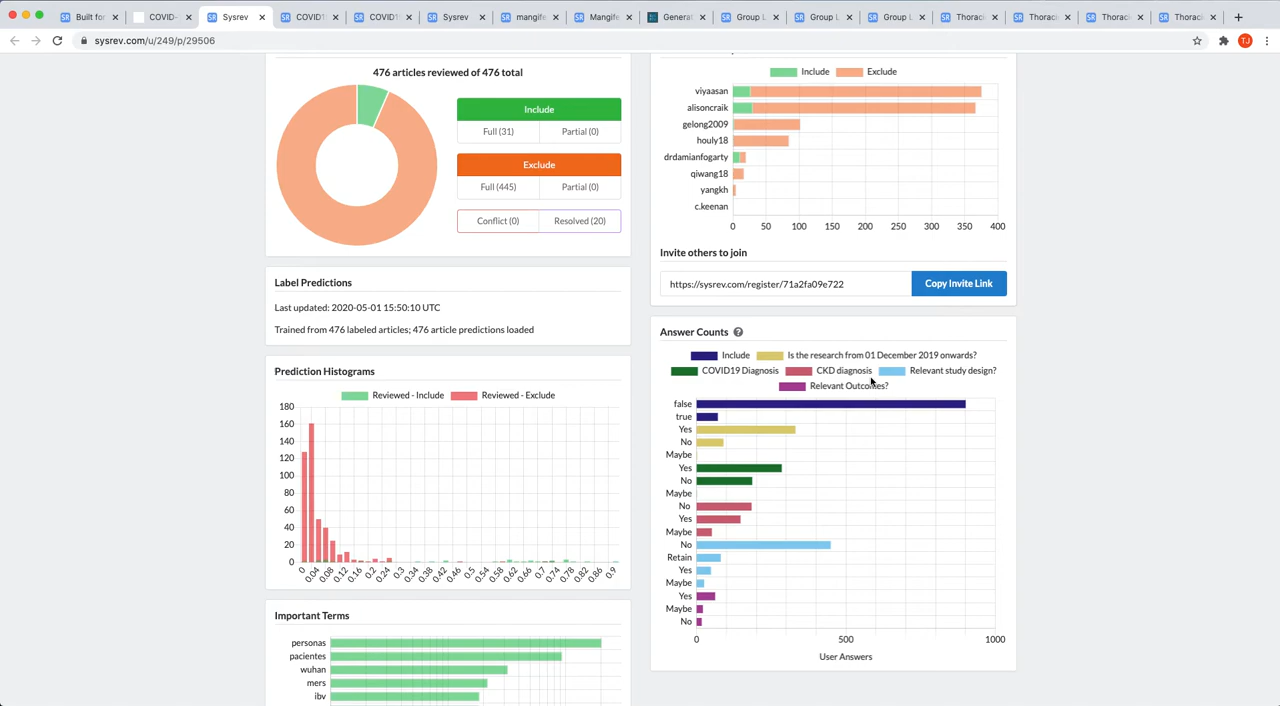 Built for
COVID-
Sysrev
COVID1
COVID1
Sysrev
mangife
Mangife
Generat
Group L
Group L
Group L
Thoraci
Thoraci
Thoraci
Thoraci
sysrev.com/u/249/p/29506
TJ
476 articles reviewed of 476 total
Include
Full (31) Partial (0)
Exclude
Full (445) Partial (0)
Conflict (0) Resolved (20)
Label Predictions
Last updated: 2020-05-01 15:50:10 UTC
Trained from 476 labeled articles; 476 article predictions loaded
Prediction Histograms
Reviewed - Include Reviewed - Exclude
180
160
140
120
100
80
60
40
20
0
0 0.04 0.08 0.12 0.16 0.2 0.24 0.3 0.34 0.38 0.42 0.46 0.5 0.54 0.58 0.62 0.66 0.7 0.74 0.78 0.82 0.86 0.9
Important Terms
personas
pacientes
wuhan
mers
ibv
Include Exclude
viyaasan
alisoncraik
gelong2009
houly18
drdamianfogarty
qiwang18
yangkh
c.keenan
0 50 100 150 200 250 300 350 400
Invite others to join
https://sysrev.com/register/71a2fa09e722 Copy Invite Link
Answer Counts ?
Include Is the research from 01 December 2019 onwards?
COVID19 Diagnosis CKD diagnosis Relevant study design?
Relevant Outcomes?
false
true
Yes
No
Maybe
Yes
No
Maybe
No
Yes
Maybe
No
Retain
Yes
Maybe
Yes
Maybe
No
0 500 1000
User Answers